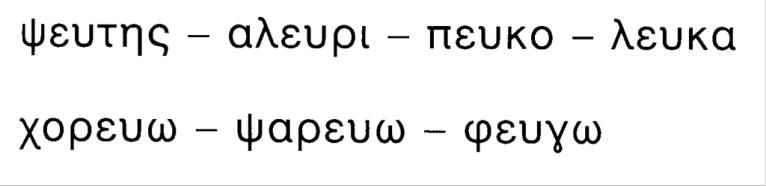 ψευτης – αλευρι – πευκο – λευκα
χορευω – ψαρευω – φευγω